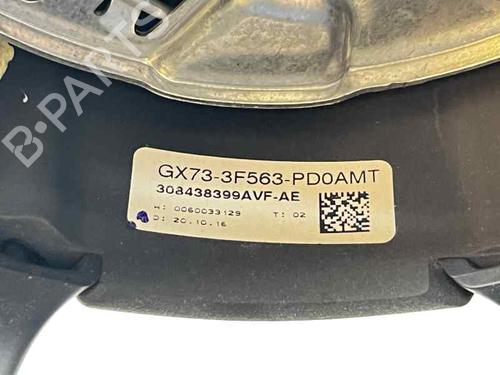 B-PARTS
GX73-3F563-PD0AMT
308438399AVF-AE
H: 0060033129 T: 02
D: 20.10.16